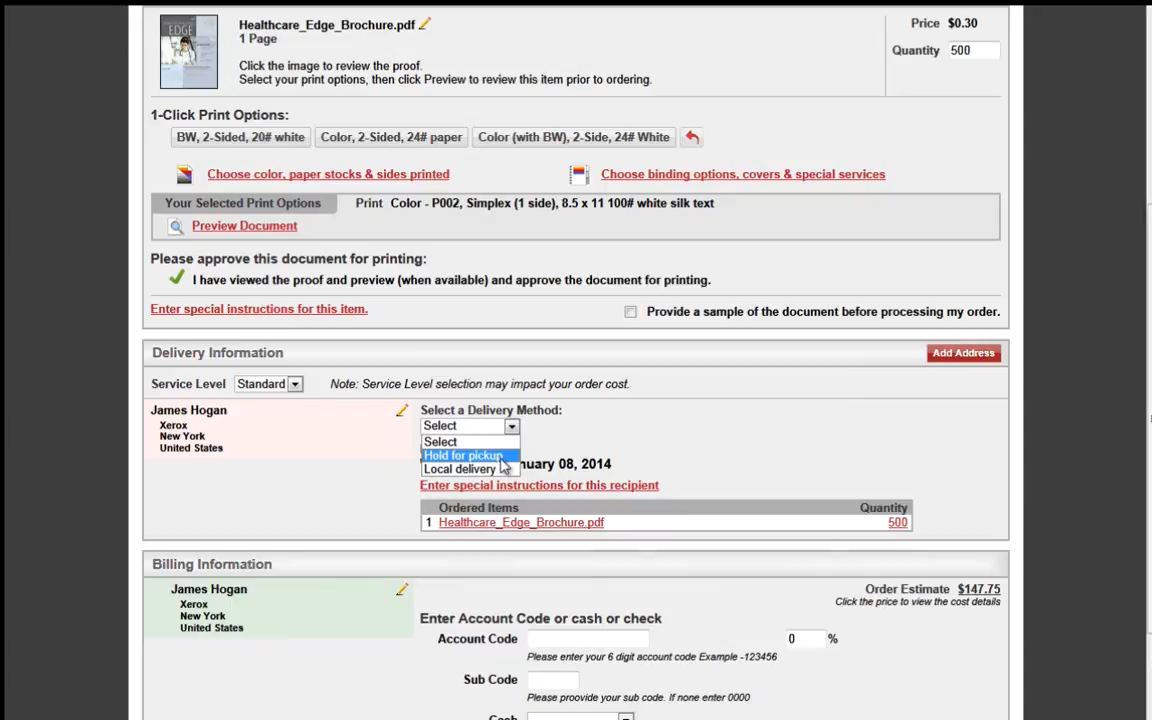 EDGE
Healthcare_Edge_Brochure.pdf
1 Page
Click the image to review the proof.
Select your print options, then click Preview to review this item prior to ordering.
Price $0.30
Quantity 500
1-Click Print Options:
BW, 2-Sided, 20# white
Color, 2-Sided, 24# paper
Color (with BW), 2-Side, 24# White
Choose color, paper stocks & sides printed
Choose binding options, covers & special services
Your Selected Print Options
Print Color - P002, Simplex (1 side), 8.5 x 11 100# white silk text
Preview Document
Please approve this document for printing:
I have viewed the proof and preview (when available) and approve the document for printing.
Enter special instructions for this item.
Provide a sample of the document before processing my order.
Delivery Information
Add Address
Service Level Standard
Note: Service Level selection may impact your order cost.
James Hogan
Xerox
New York
United States
Select a Delivery Method:
Select
Select
Hold for pickup
Local delivery
nuary 08, 2014
Enter special instructions for this recipient
Ordered Items Quantity
1 Healthcare_Edge_Brochure.pdf 500
Billing Information
James Hogan
Xerox
New York
United States
Order Estimate $147.75
Click the price to view the cost details
Enter Account Code or cash or check
Account Code 0 %
Please enter your 6 digit account code Example -123456
Sub Code
Please proovide your sub code. If none enter 0000
Cash